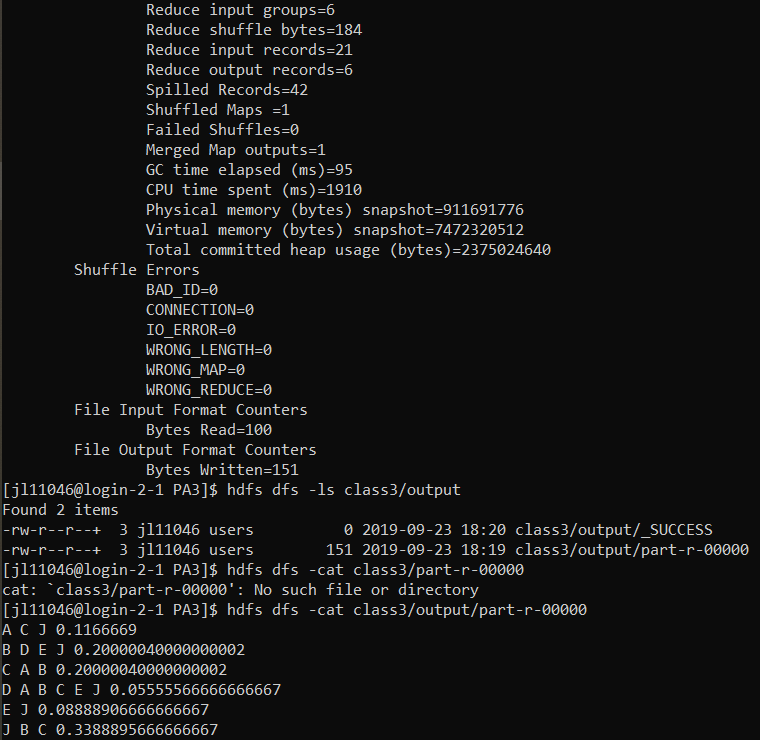 Reduce input groups=6
Reduce shuffle bytes=184
Reduce input records=21
Reduce output records=6
Spilled Records=42
Shuffled Maps =1
Failed Shuffles=0
Merged Map outputs=1
GC time elapsed (ms)=95
CPU time spent (ms)=1910
Physical memory (bytes) snapshot=911691776
Virtual memory (bytes) snapshot=7472320512
Total committed heap usage (bytes)=2375024640
Shuffle Errors
BAD_ID=0
CONNECTION=0
IO_ERROR=0
WRONG_LENGTH=0
WRONG_MAP=0
WRONG_REDUCE=0
File Input Format Counters
Bytes Read=100
File Output Format Counters
Bytes Written=151
[jl11046@login-2-1 PA3]$ hdfs dfs -ls class3/output
Found 2 items
-rw-r--r--+  3 jl11046 users          0 2019-09-23 18:20 class3/output/_SUCCESS
-rw-r--r--+  3 jl11046 users        151 2019-09-23 18:19 class3/output/part-r-00000
[jl11046@login-2-1 PA3]$ hdfs dfs -cat class3/part-r-00000
cat: `class3/part-r-00000': No such file or directory
[jl11046@login-2-1 PA3]$ hdfs dfs -cat class3/output/part-r-00000
A C J 0.1166669
B D E J 0.20000040000000002
C A B 0.20000040000000002
D A B C E J 0.05555566666666667
E J 0.08888906666666667
J B C 0.3388895666666667